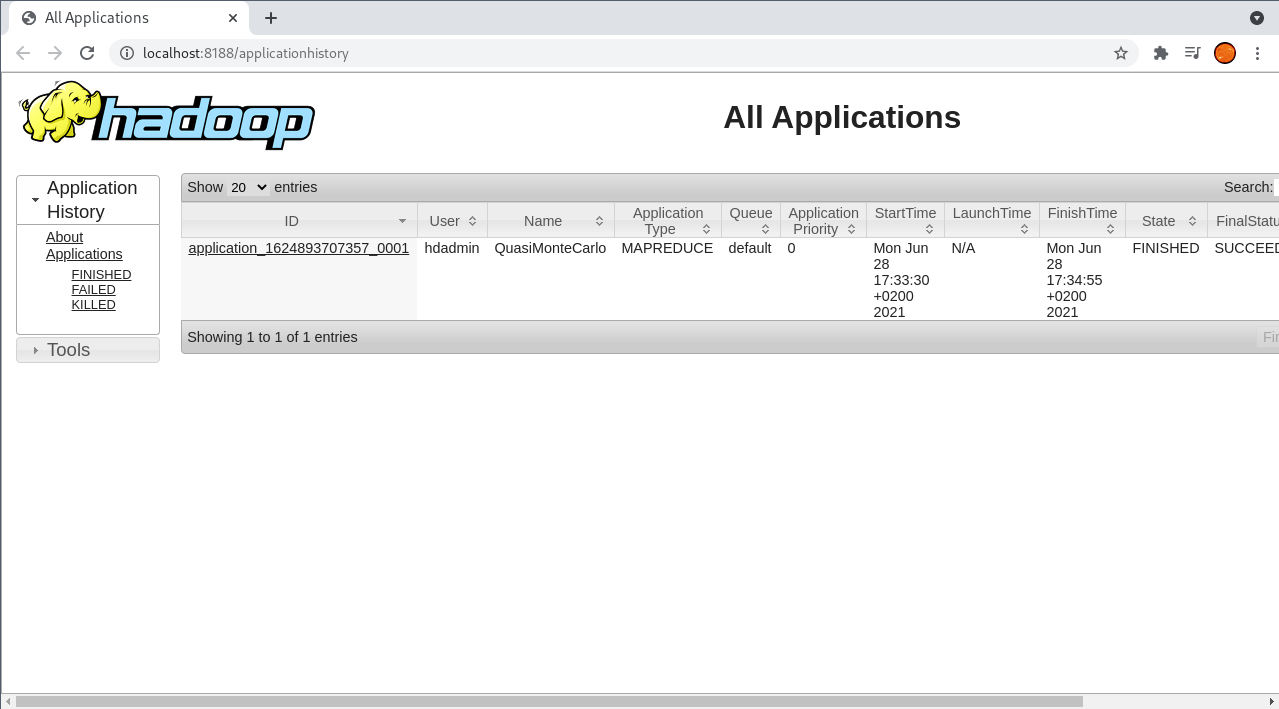 All Applications
localhost:8188/applicationhistory
hadoop
All Applications
Application
History
About
Applications
FINISHED
FAILED
KILLED
Tools
Show 20 entries
Search:
ID User Name Application Type Queue Application Priority StartTime LaunchTime FinishTime State FinalStatu
application_1624893707357_0001 hdadmin QuasiMonteCarlo MAPREDUCE default 0 Mon Jun 28 17:33:30 +0200 2021 N/A Mon Jun 28 17:34:55 +0200 2021 FINISHED SUCCEED
Showing 1 to 1 of 1 entries
Fir